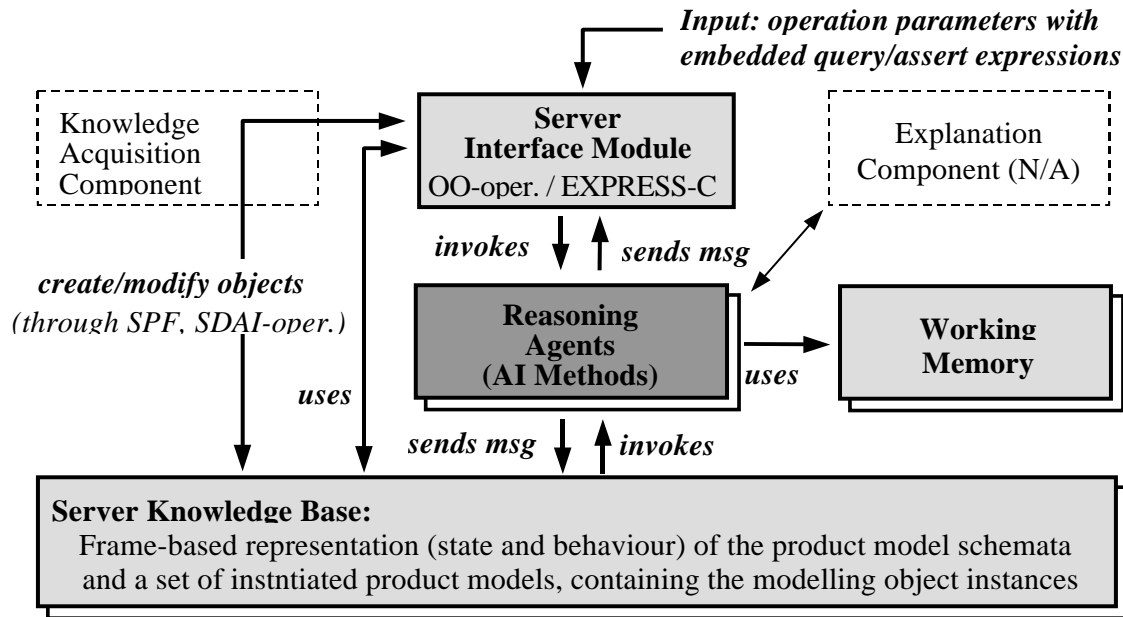 Input: operation parameters with
embedded query/assert expressions
Knowledge
Acquisition
Component
Server
Interface Module
OO-oper. / EXPRESS-C
Explanation
Component (N/A)
invokes
sends msg
create/modify objects
(through SPF, SDAI-oper.)
Reasoning
Agents
(AI Methods)
Working
Memory
uses
uses
sends msg
invokes
Server Knowledge Base:
Frame-based representation (state and behaviour) of the product model schemata
and a set of instntiated product models, containing the modelling object instances